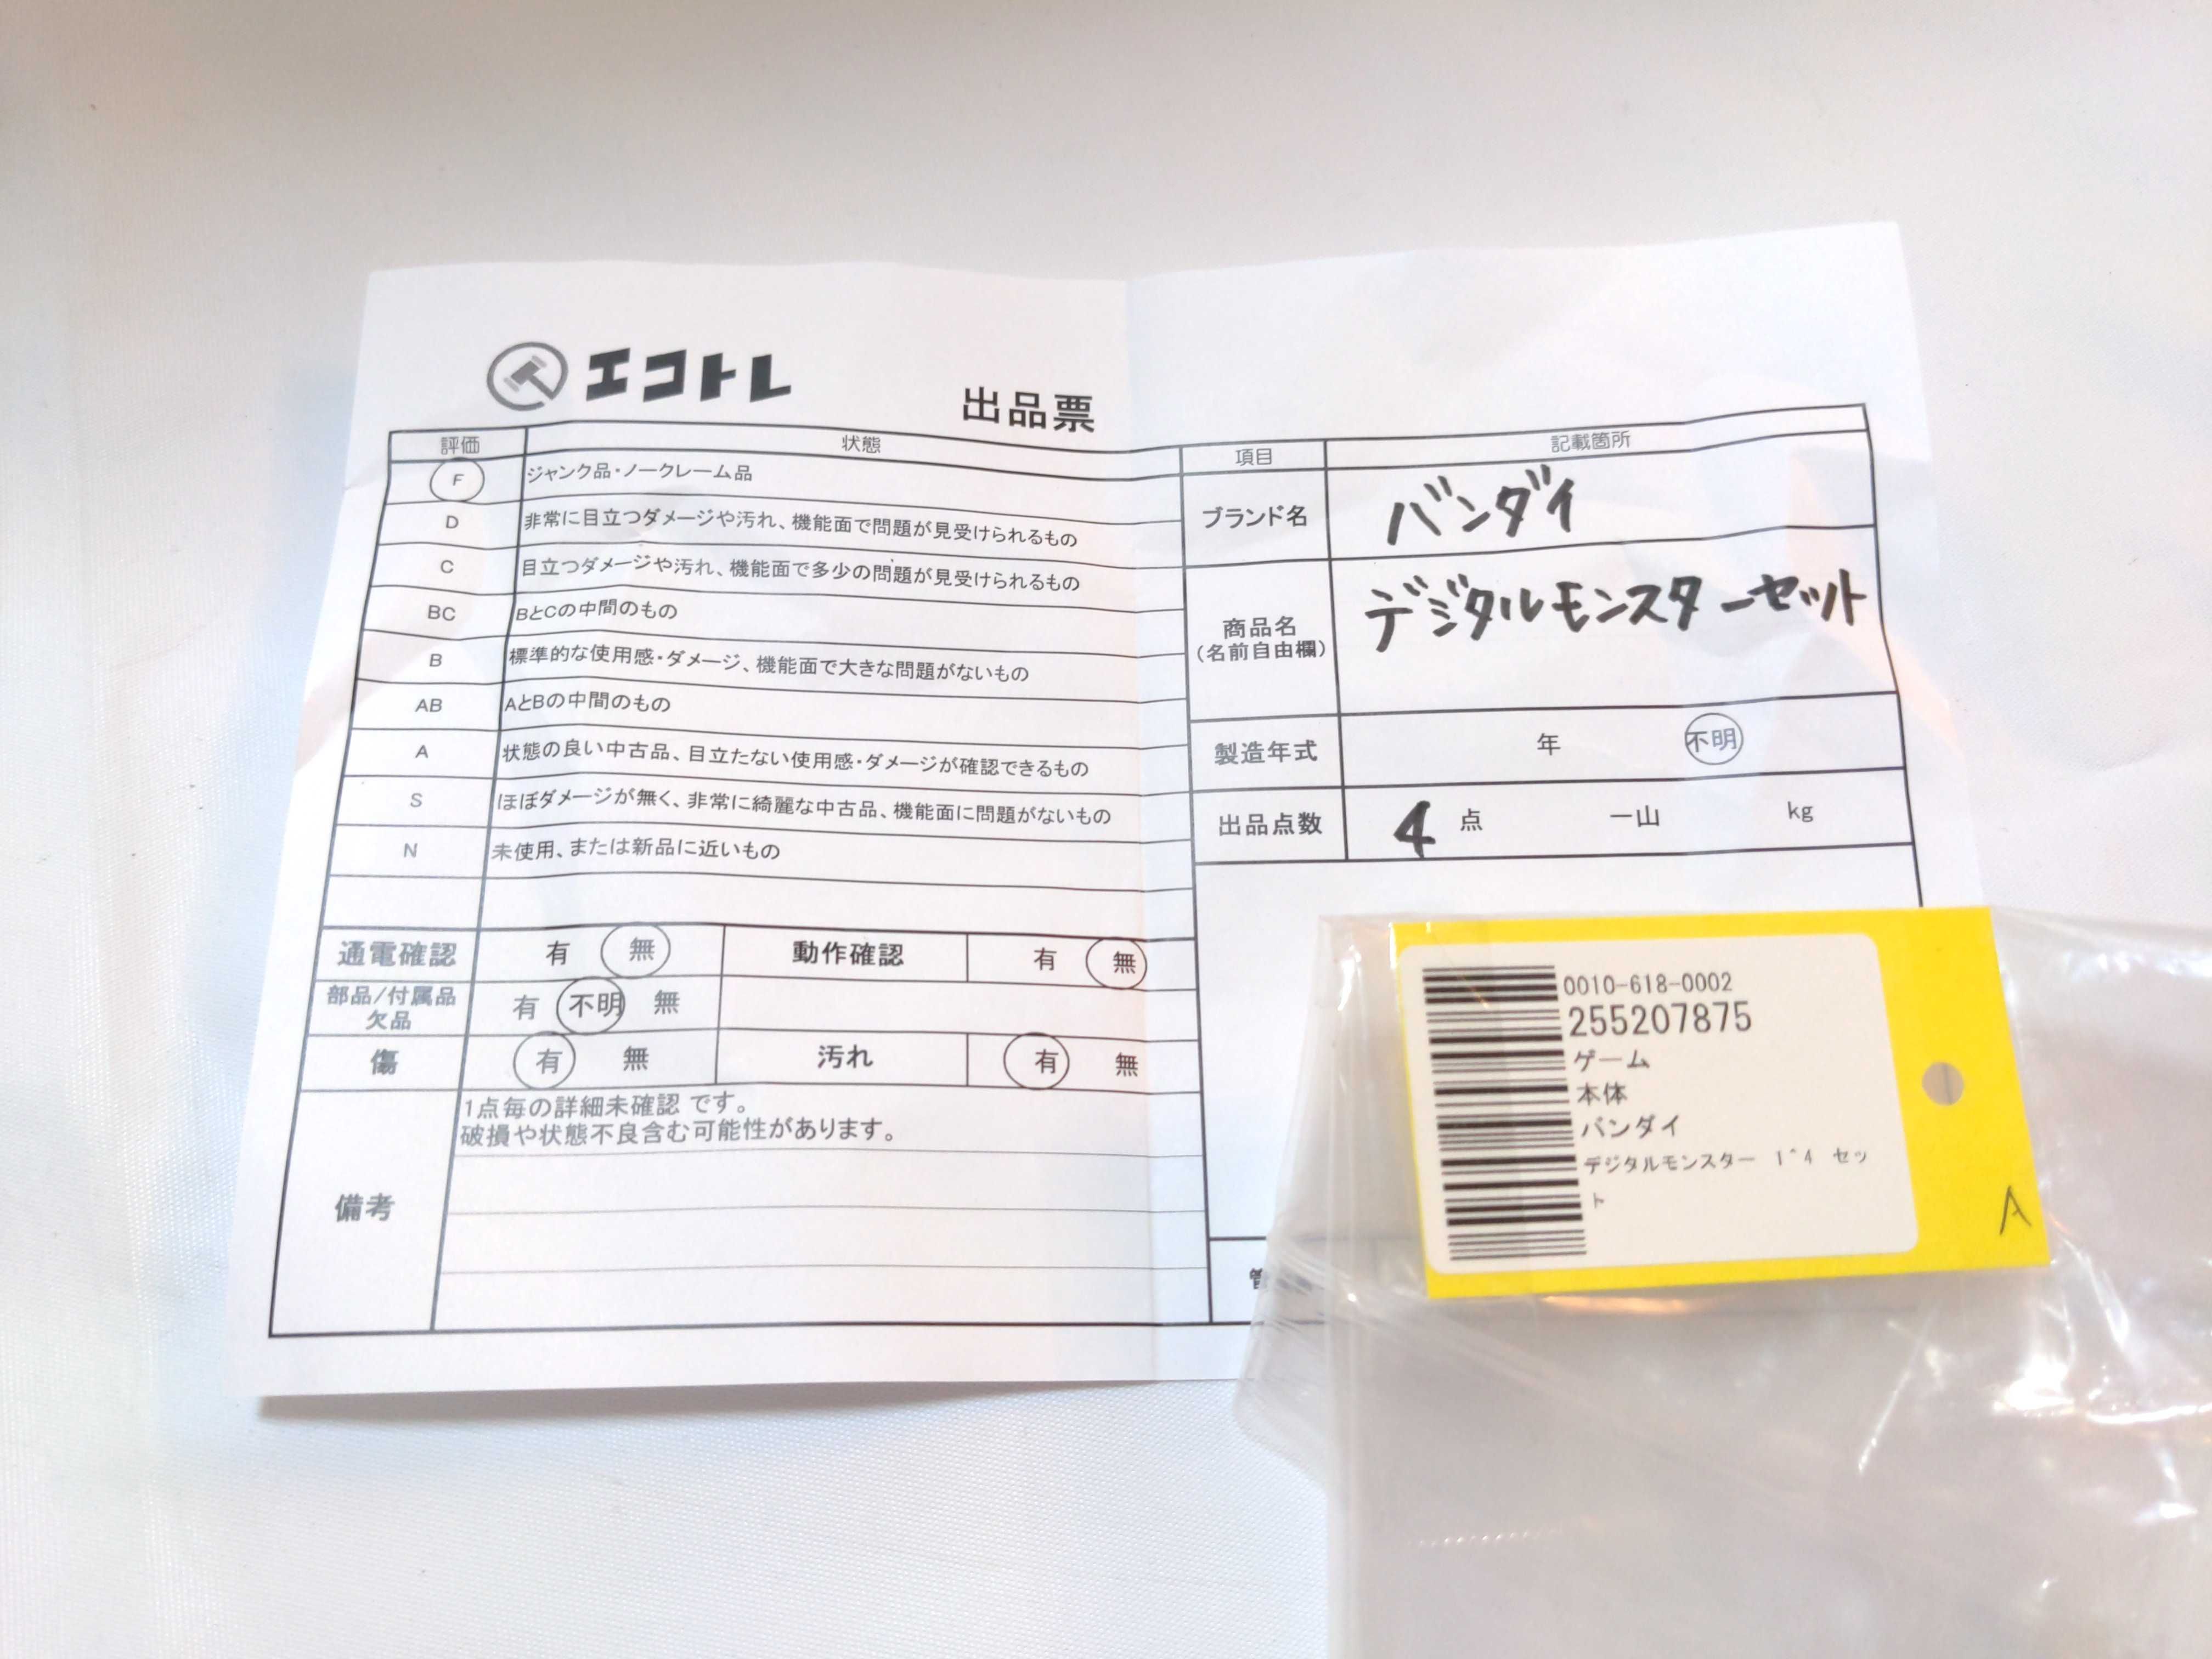 エコトレ
出品票
評価 状態
F ジャンク品・ノークレーム品
D 非常に目立つダメージや汚れ、機能面で問題が見受けられるもの
C 目立つダメージや汚れ、機能面で多少の問題が見受けられるもの
BC BとCの中間のもの
B 標準的な使用感・ダメージ、機能面で大きな問題がないもの
AB AとBの中間のもの
A 状態の良い中古品、目立たない使用感・ダメージが確認できるもの
S ほぼダメージが無く、非常に綺麗な中古品、機能面に問題がないもの
N 未使用、または新品に近いもの
通電確認 有 無 動作確認 有 無
部品/付属品
欠品
有 不明 無
傷 有 無 汚れ 有 無
備考
1点毎の詳細未確認 です。
破損や状態不良含む可能性があります。
項目 記載箇所
ブランド名 バンダイ
商品名
(名前自由欄)
デジタルモンスターセット
製造年式 年 不明
出品点数 4 点 一山 kg
0010-618-0002
255207875
ゲーム
本体
バンダイ
デジタルモンスター 1^4 セッ
ト
A